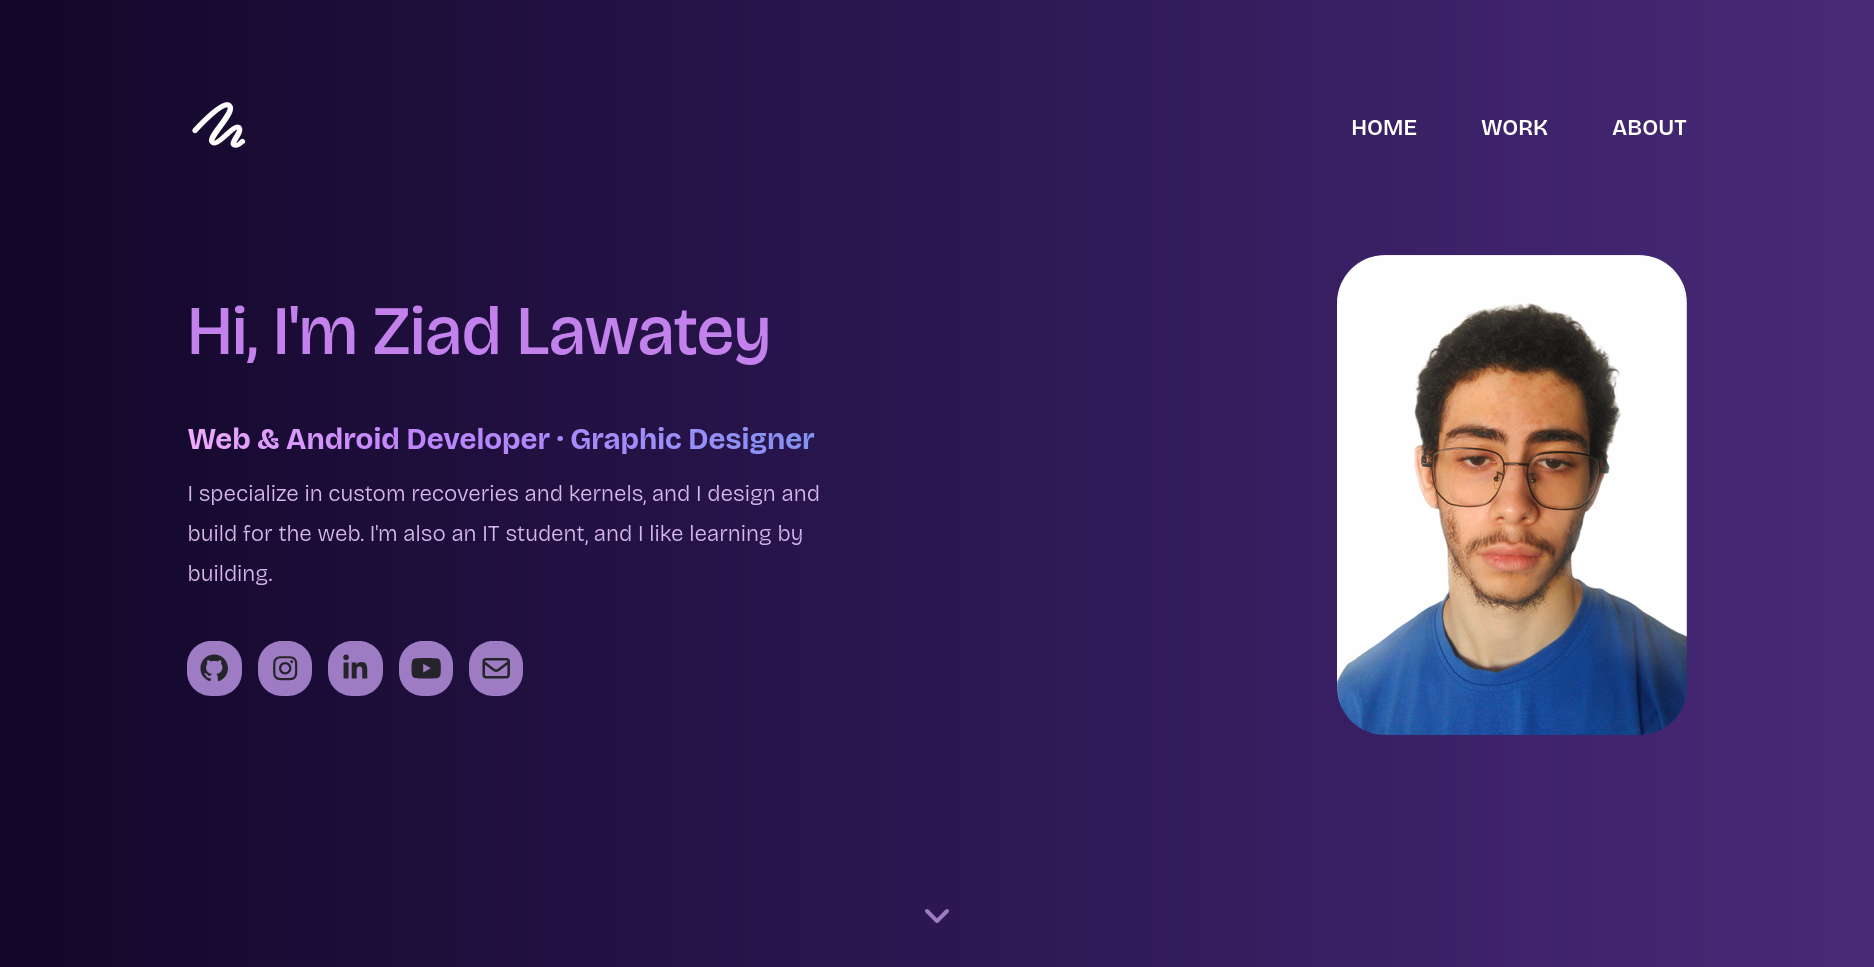 HOME WORK ABOUT
Hi, I'm Ziad Lawatey
Web & Android Developer · Graphic Designer
I specialize in custom recoveries and kernels, and I design and
build for the web. I'm also an IT student, and I like learning by
building.